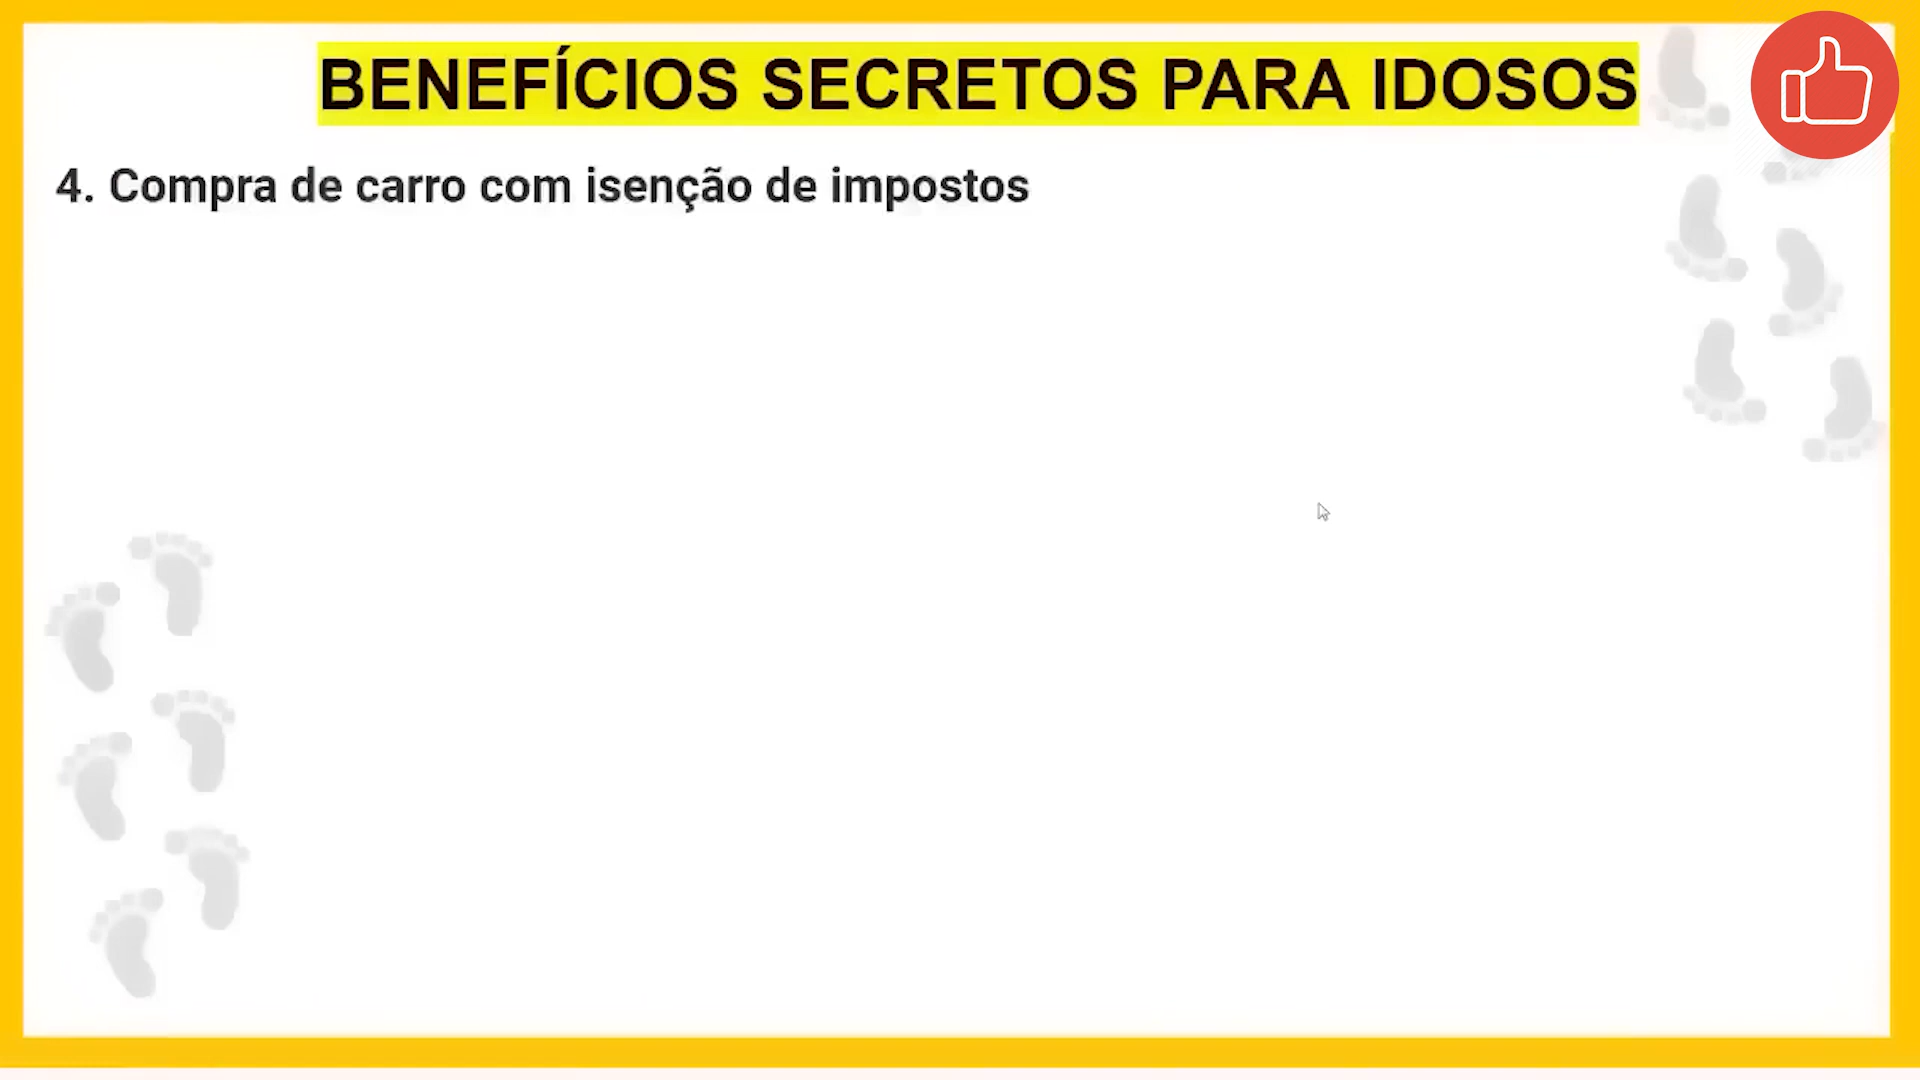 BENEFÍCIOS SECRETOS PARA IDOSOS
4. Compra de carro com isenção de impostos